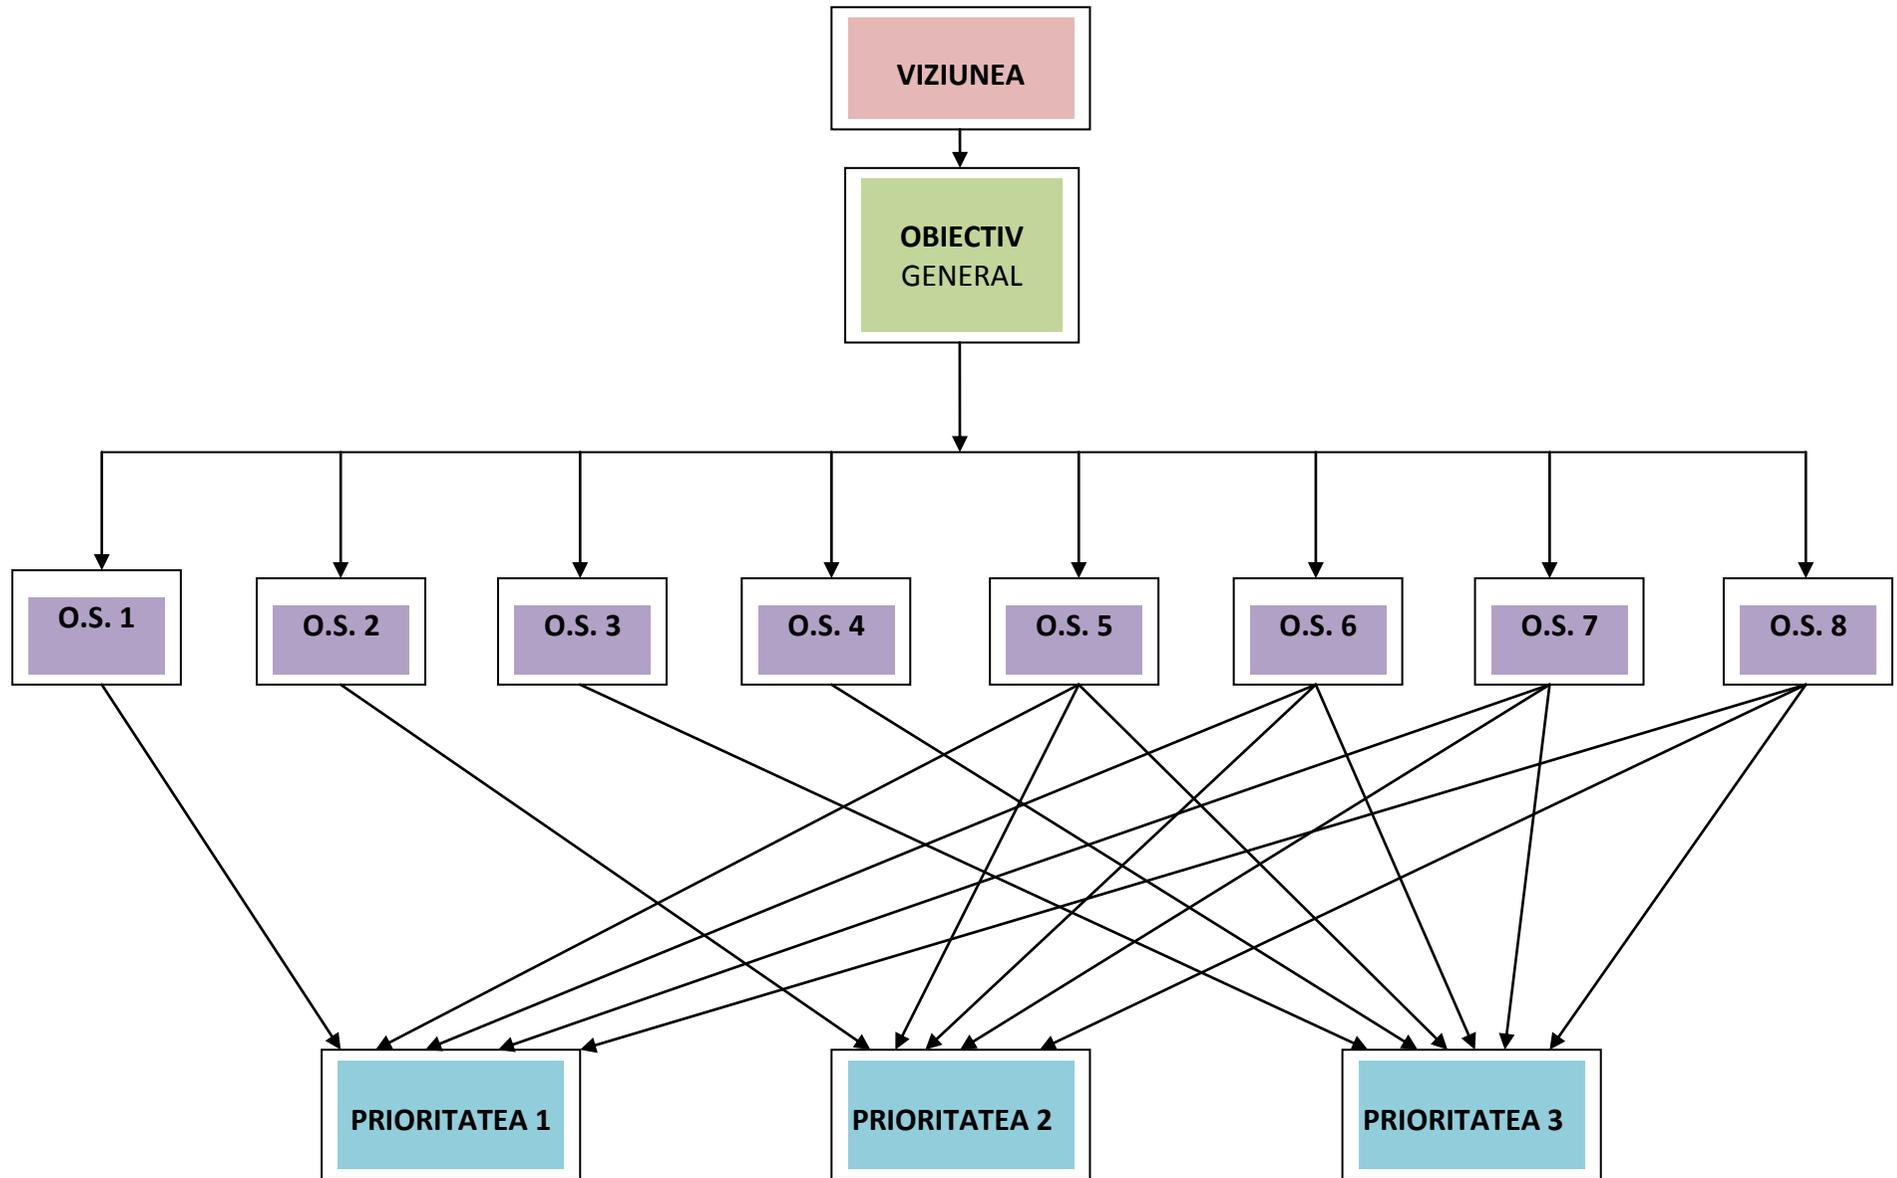 VIZIUNEA
OBIECTIV
GENERAL
O.S. 1
O.S. 2
O.S. 3
O.S. 4
O.S. 5
O.S. 6
O.S. 7
O.S. 8
PRIORITATEA 1
PRIORITATEA 2
PRIORITATEA 3